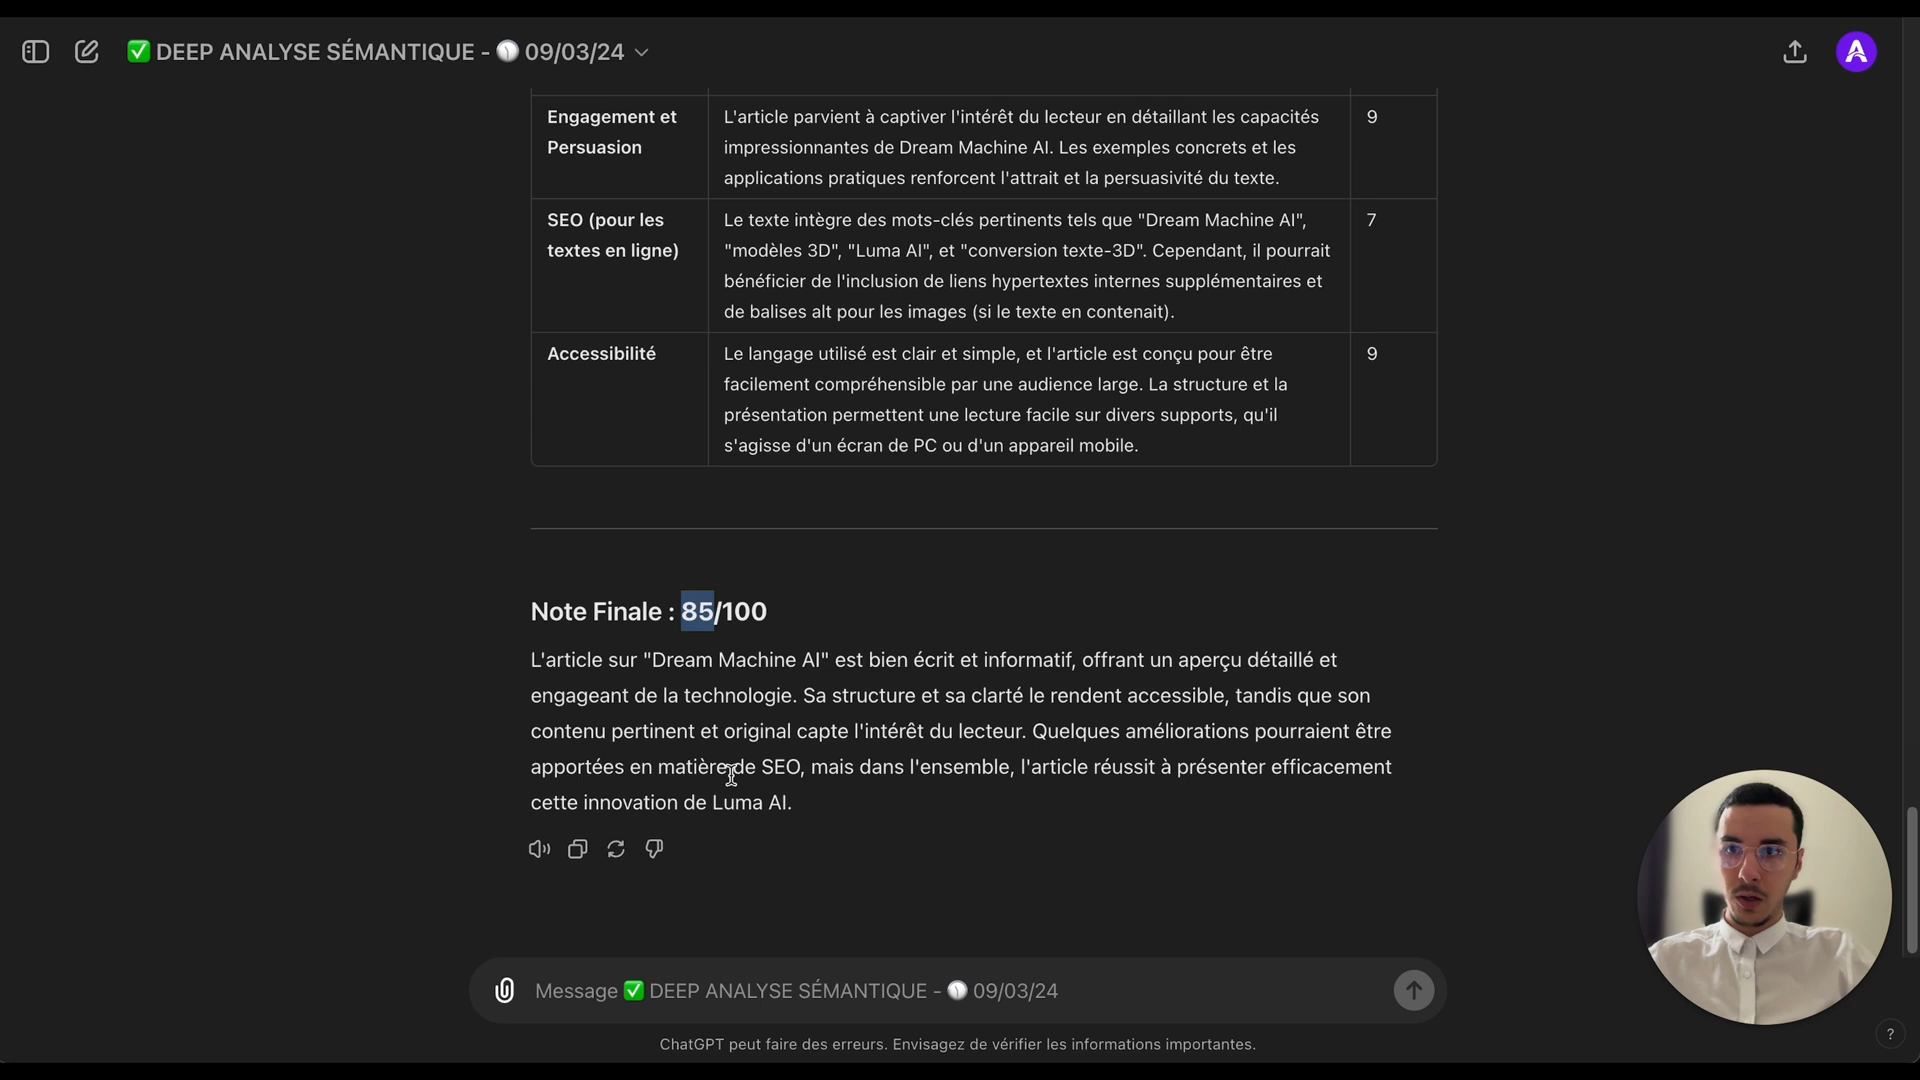 ✅ DEEP ANALYSE SÉMANTIQUE - 🕦 09/03/24
A
Engagement et
Persuasion
L'article parvient à captiver l'intérêt du lecteur en détaillant les capacités
impressionnantes de Dream Machine AI. Les exemples concrets et les
applications pratiques renforcent l'attrait et la persuasivité du texte.
9
SEO (pour les
textes en ligne)
Le texte intègre des mots-clés pertinents tels que "Dream Machine AI",
"modèles 3D", "Luma AI", et "conversion texte-3D". Cependant, il pourrait
bénéficier de l'inclusion de liens hypertextes internes supplémentaires et
de balises alt pour les images (si le texte en contenait).
7
Accessibilité
Le langage utilisé est clair et simple, et l'article est conçu pour être
facilement compréhensible par une audience large. La structure et la
présentation permettent une lecture facile sur divers supports, qu'il
s'agisse d'un écran de PC ou d'un appareil mobile.
9
Note Finale : 85/100
L'article sur "Dream Machine AI" est bien écrit et informatif, offrant un aperçu détaillé et
engageant de la technologie. Sa structure et sa clarté le rendent accessible, tandis que son
contenu pertinent et original capte l'intérêt du lecteur. Quelques améliorations pourraient être
apportées en matière de SEO, mais dans l'ensemble, l'article réussit à présenter efficacement
cette innovation de Luma AI.
Message ✅ DEEP ANALYSE SÉMANTIQUE - 🕦 09/03/24
ChatGPT peut faire des erreurs. Envisagez de vérifier les informations importantes.
?